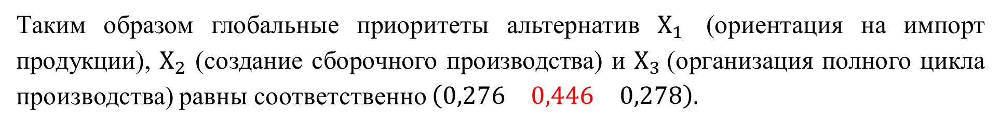 Таким образом глобальные приоритеты альтернатив X₁ (ориентация на импорт
продукции), X₂ (создание сборочного производства) и X₃ (организация полного цикла
производства) равны соответственно (0,276 0,446 0,278).